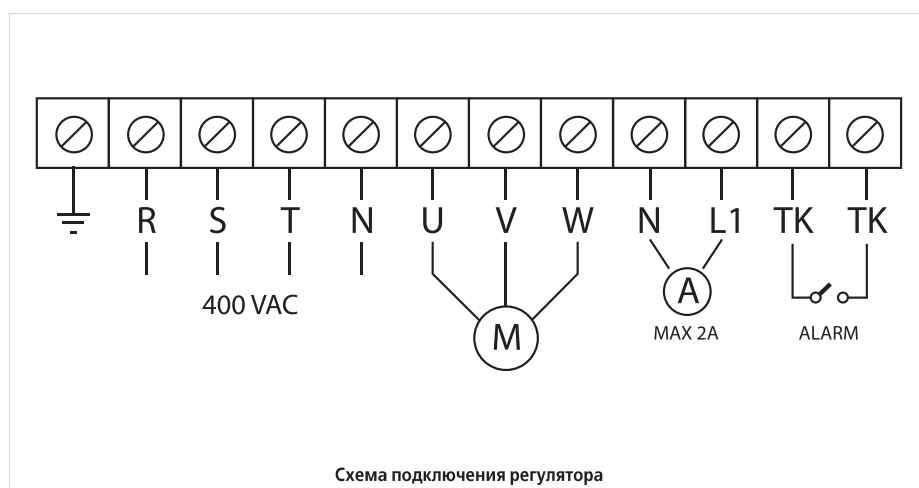 R S T N U V W N L1 TK TK
400 VAC
M
A
MAX 2A
ALARM
Схема подключения регулятора